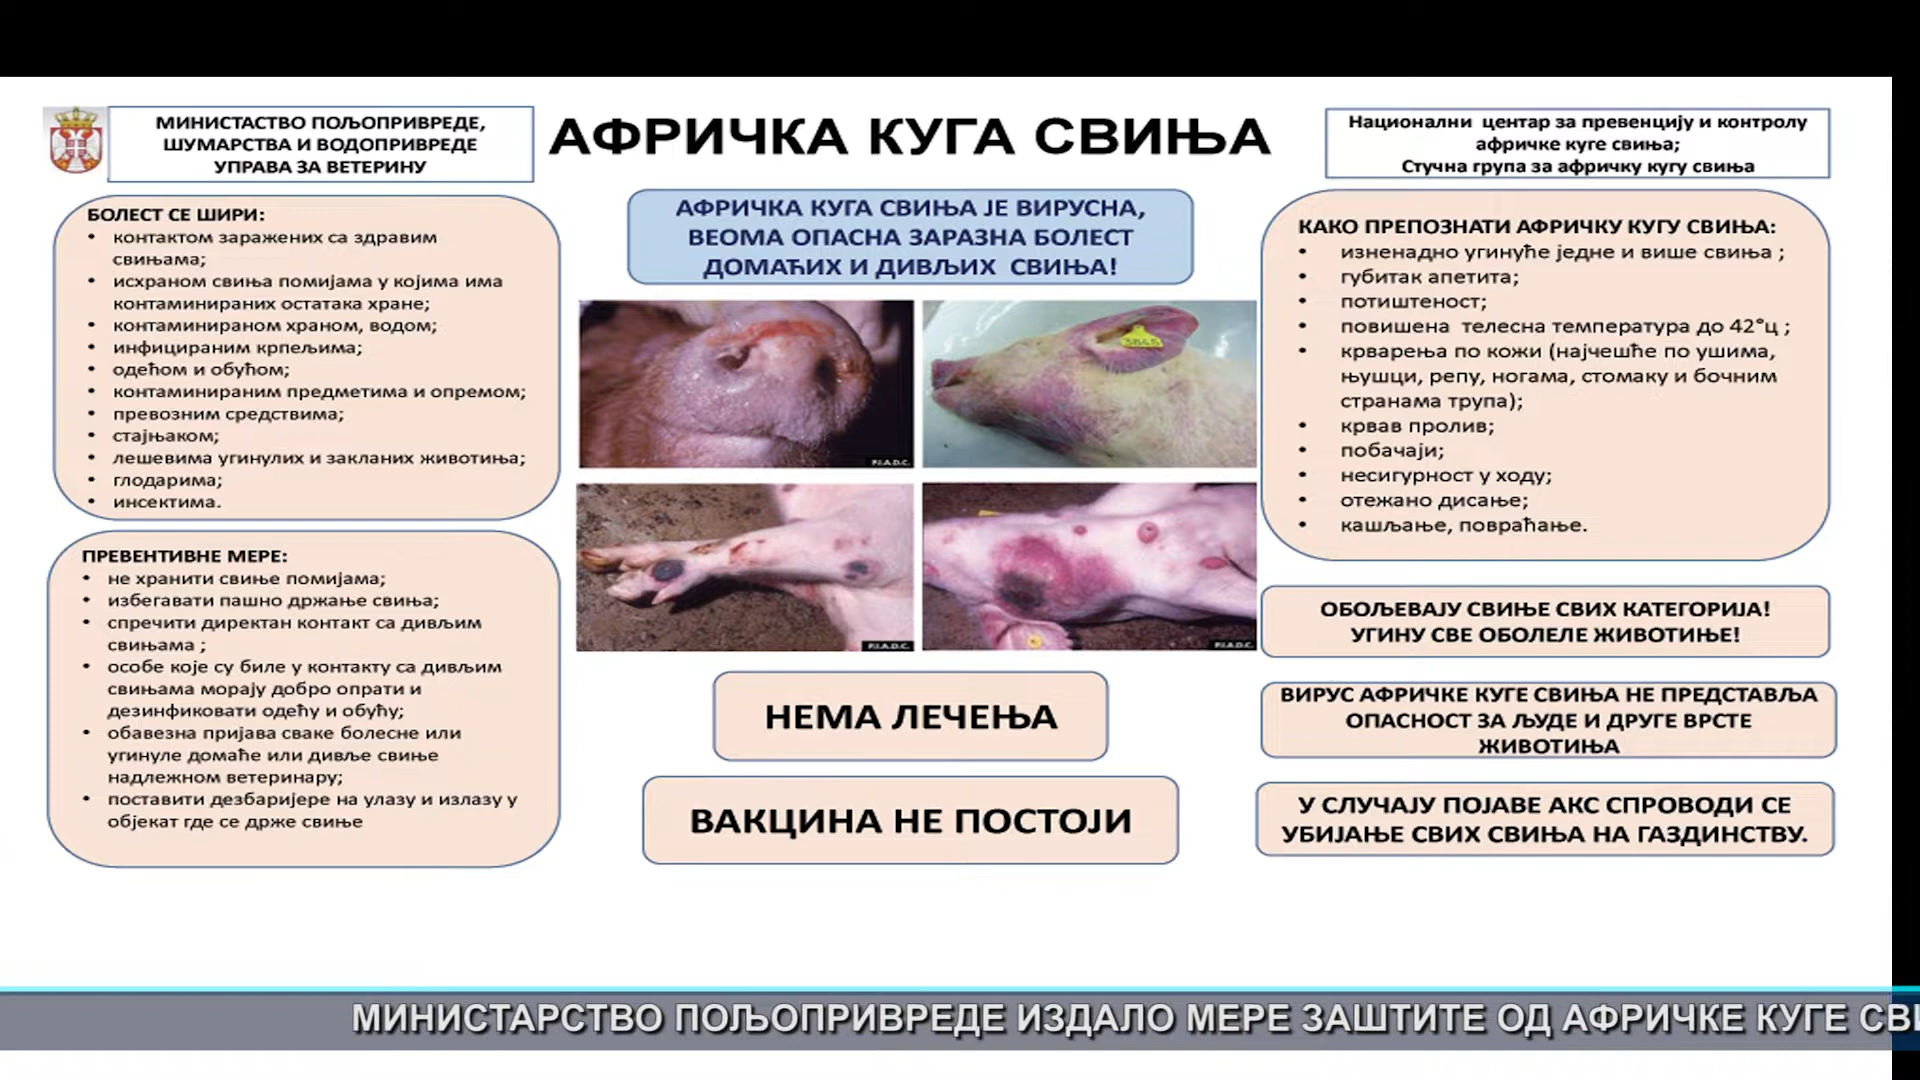 МИНИСТАСТВО ПОЉОПРИВРЕДЕ,
ШУМАРСТВА И ВОДОПРИВРЕДЕ
УПРАВА ЗА ВЕТЕРИНУ
АФРИЧКА КУГА СВИЊА
Национални центар за превенцију и контролу
афричке куге свиња;
Стучна група за афричку кугу свиња
БОЛЕСТ СЕ ШИРИ:
• контактом заражених са здравим
свињама;
• исхраном свиња помијама у којима има
контаминираних остатака хране;
• контаминираном храном, водом;
• инфицираним крпељима;
• одећом и обућом;
• контаминираним предметима и опремом;
• превозним средствима;
• стајњаком;
• лешевима угинулих и закланих животиња;
• глодарима;
• инсектима.
ПРЕВЕНТИВНЕ МЕРЕ:
• не хранити свиње помијама;
• избегавати пашно држање свиња;
• спречити директан контакт са дивљим
свињама ;
• особе које су биле у контакту са дивљим
свињама морају добро опрати и
дезинфиковати одећу и обућу;
• обавезна пријава сваке болесне или
угинуле домаће или дивље свиње
надлежном ветеринару;
• поставити дезбаријере на улазу и излазу у
објекат где се држе свиње
АФРИЧКА КУГА СВИЊА ЈЕ ВИРУСНА,
ВЕОМА ОПАСНА ЗАРАЗНА БОЛЕСТ
ДОМАЋИХ И ДИВЉИХ СВИЊА!
P.I.A.D.C.
3845
P.I.A.D.C.
P.I.A.D.C.
НЕМА ЛЕЧЕЊА
ВАКЦИНА НЕ ПОСТОЈИ
КАКО ПРЕПОЗНАТИ АФРИЧКУ КУГУ СВИЊА:
• изненадно угинуће једне и више свиња ;
• губитак апетита;
• потиштеност;
• повишена телесна температура до 42°ц ;
• крварења по кожи (најчешће по ушима,
њушци, репу, ногама, стомаку и бочним
странама трупа);
• крвав пролив;
• побачаји;
• несигурност у ходу;
• отежано дисање;
• кашљање, повраћање.
ОБОЉЕВАЈУ СВИЊЕ СВИХ КАТЕГОРИЈА!
УГИНУ СВЕ ОБОЛЕЛЕ ЖИВОТИЊЕ!
ВИРУС АФРИЧКЕ КУГЕ СВИЊА НЕ ПРЕДСТАВЉА
ОПАСНОСТ ЗА ЉУДЕ И ДРУГЕ ВРСТЕ
ЖИВОТИЊА
У СЛУЧАЈУ ПОЈАВЕ АКС СПРОВОДИ СЕ
УБИЈАЊЕ СВИХ СВИЊА НА ГАЗДИНСТВУ.
МИНИСТАРСТВО ПОЉОПРИВРЕДЕ ИЗДАЛО МЕРЕ ЗАШТИТЕ ОД АФРИЧКЕ КУГЕ СВИ